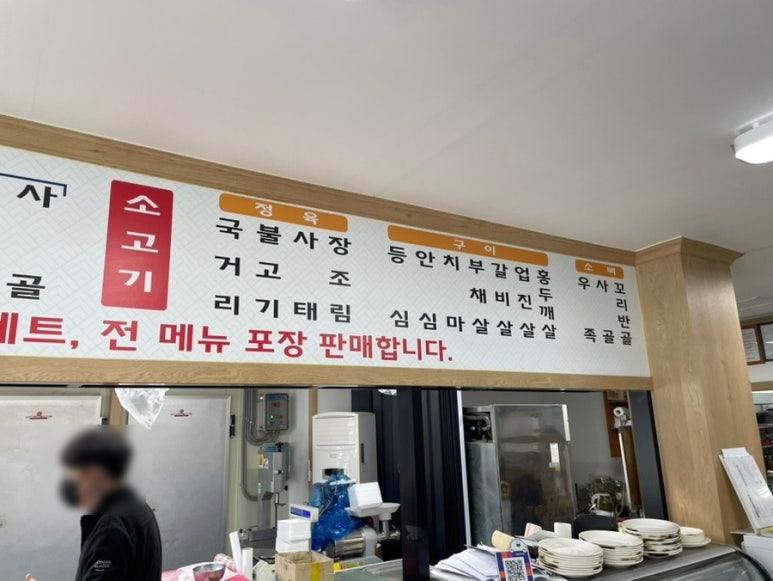 사
골
소고기
정육
국거리
불고기
사태
장조림
구이
등심
안심
치마
부채살
갈비살
업진살
홍두깨살
소뼈
우족
사골
꼬리반골
세트, 전 메뉴 포장 판매합니다.